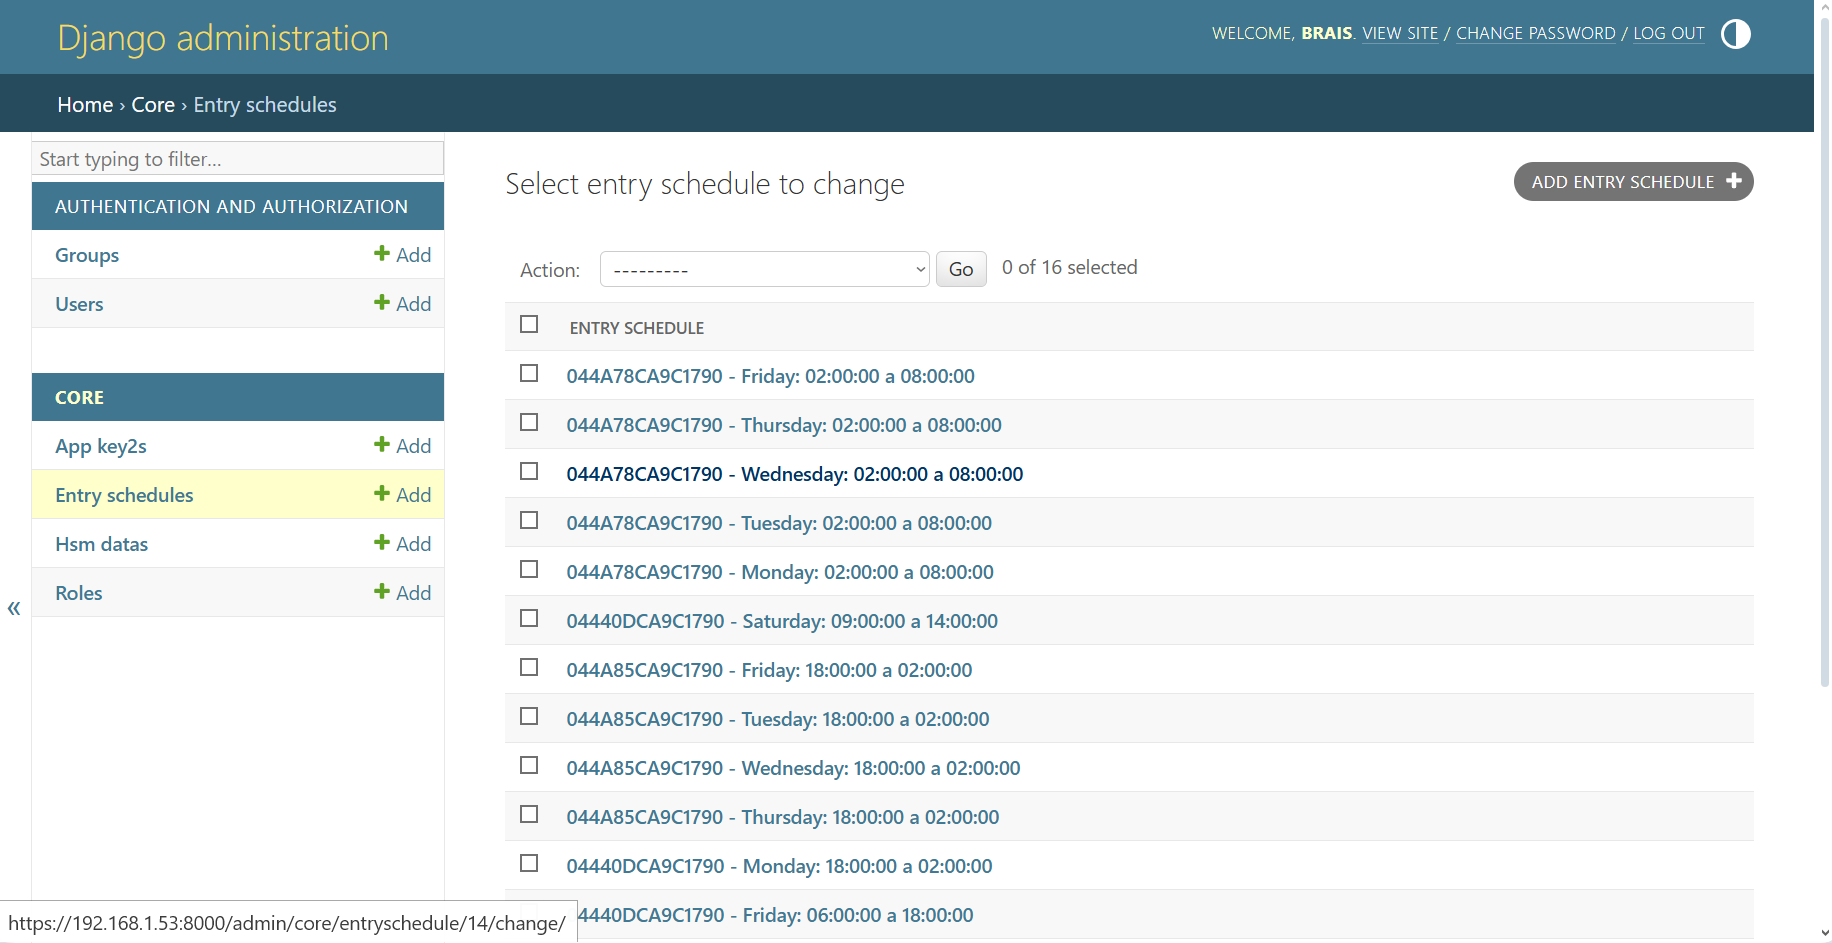 Django administration
WELCOME, BRAIS. VIEW SITE / CHANGE PASSWORD / LOG OUT
Home › Core › Entry schedules
Start typing to filter...
AUTHENTICATION AND AUTHORIZATION
Groups + Add
Users + Add
CORE
App key2s + Add
Entry schedules + Add
Hsm datas + Add
Roles + Add
«
Select entry schedule to change
ADD ENTRY SCHEDULE +
Action: --------- Go 0 of 16 selected
ENTRY SCHEDULE
044A78CA9C1790 - Friday: 02:00:00 a 08:00:00
044A78CA9C1790 - Thursday: 02:00:00 a 08:00:00
044A78CA9C1790 - Wednesday: 02:00:00 a 08:00:00
044A78CA9C1790 - Tuesday: 02:00:00 a 08:00:00
044A78CA9C1790 - Monday: 02:00:00 a 08:00:00
04440DCA9C1790 - Saturday: 09:00:00 a 14:00:00
044A85CA9C1790 - Friday: 18:00:00 a 02:00:00
044A85CA9C1790 - Tuesday: 18:00:00 a 02:00:00
044A85CA9C1790 - Wednesday: 18:00:00 a 02:00:00
044A85CA9C1790 - Thursday: 18:00:00 a 02:00:00
04440DCA9C1790 - Monday: 18:00:00 a 02:00:00
4440DCA9C1790 - Friday: 06:00:00 a 18:00:00
https://192.168.1.53:8000/admin/core/entryschedule/14/change/